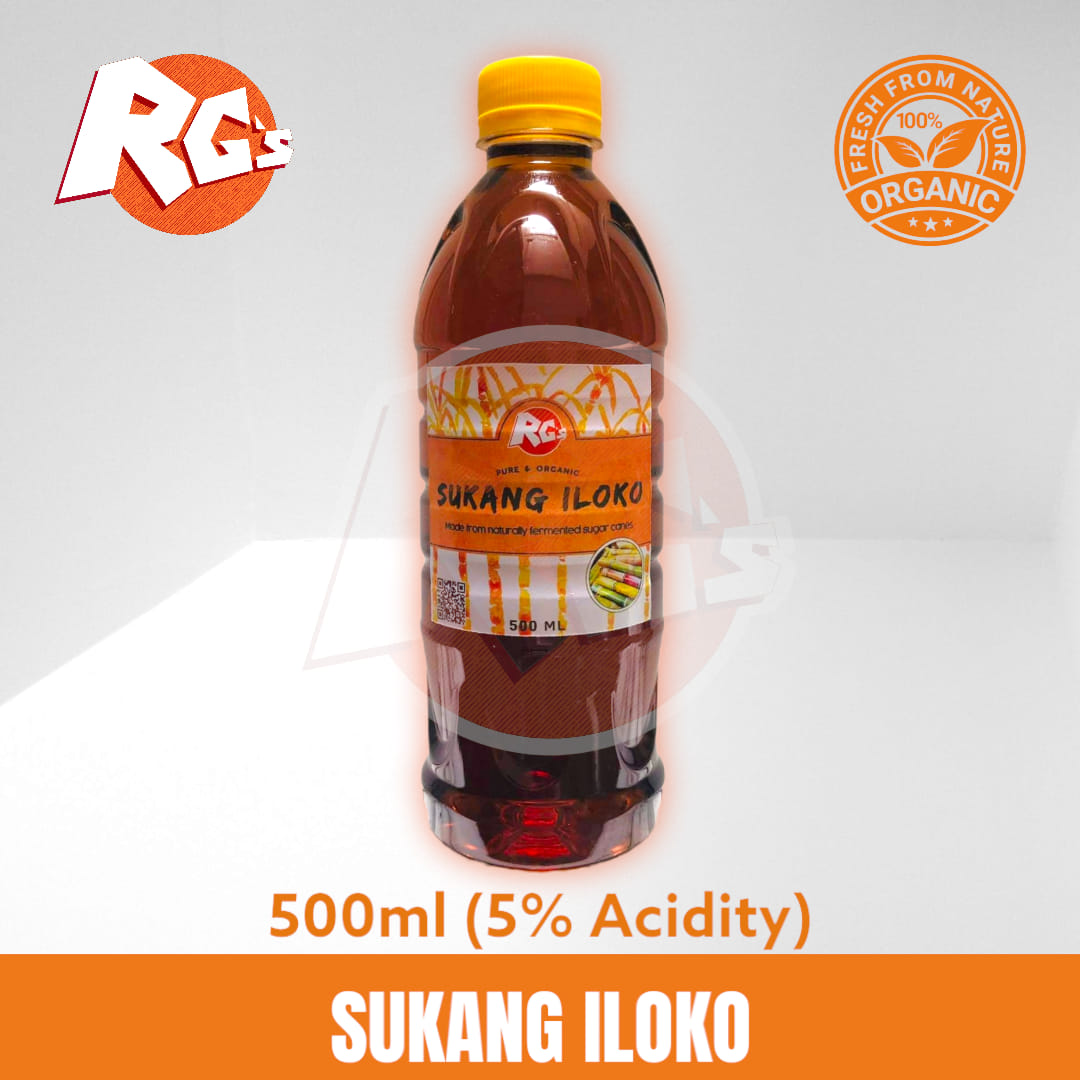 RG's
FRESH FROM NATURE
100%
ORGANIC
RG's
PURE & ORGANIC
SUKANG ILOKO
Made from naturally fermented sugar canes
500 ML
RG's
500ml (5% Acidity)
SUKANG ILOKO